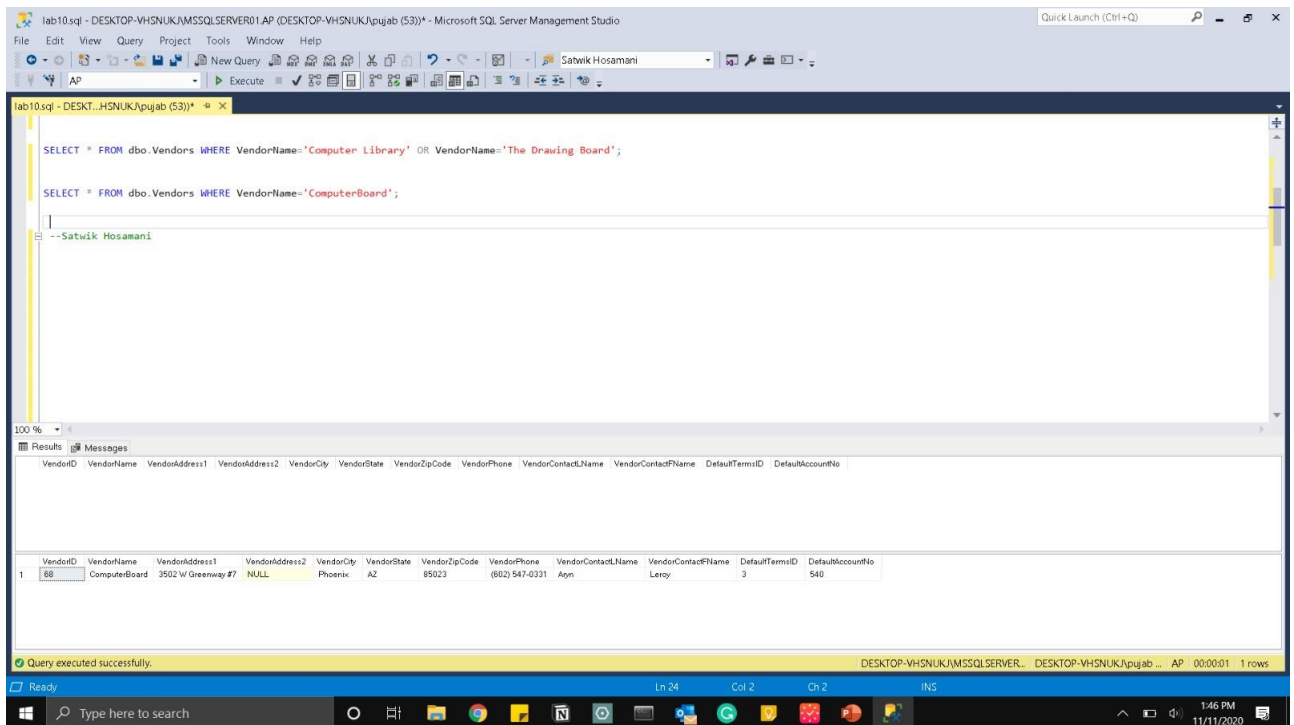 lab10.sql - DESKTOP-VHSNUKJ\MSSQLSERVER01.AP (DESKTOP-VHSNUKJ\pujab (53))* - Microsoft SQL Server Management Studio
Quick Launch (Ctrl+Q)
File Edit View Query Project Tools Window Help
New Query MDX DMX XMLA DAX Satwik Hosamani
AP Execute
lab10.sql - DESKT...HSNUKJ\pujab (53))*
SELECT * FROM dbo.Vendors WHERE VendorName='Computer Library' OR VendorName='The Drawing Board';
SELECT * FROM dbo.Vendors WHERE VendorName='ComputerBoard';
--Satwik Hosamani
100 %
Results Messages
VendorID VendorName VendorAddress1 VendorAddress2 VendorCity VendorState VendorZipCode VendorPhone VendorContactLName VendorContactFName DefaultTermsID DefaultAccountNo
VendorID VendorName VendorAddress1 VendorAddress2 VendorCity VendorState VendorZipCode VendorPhone VendorContactLName VendorContactFName DefaultTermsID DefaultAccountNo
1 68 ComputerBoard 3502 W Greenway #7 NULL Phoenix AZ 85023 (602) 547-0331 Aryn Leroy 3 540
Query executed successfully. DESKTOP-VHSNUKJ\MSSQLSERVER... DESKTOP-VHSNUKJ\pujab ... AP 00:00:01 1 rows
Ready Ln 24 Col 2 Ch 2 INS
Type here to search
1:46 PM
11/11/2020